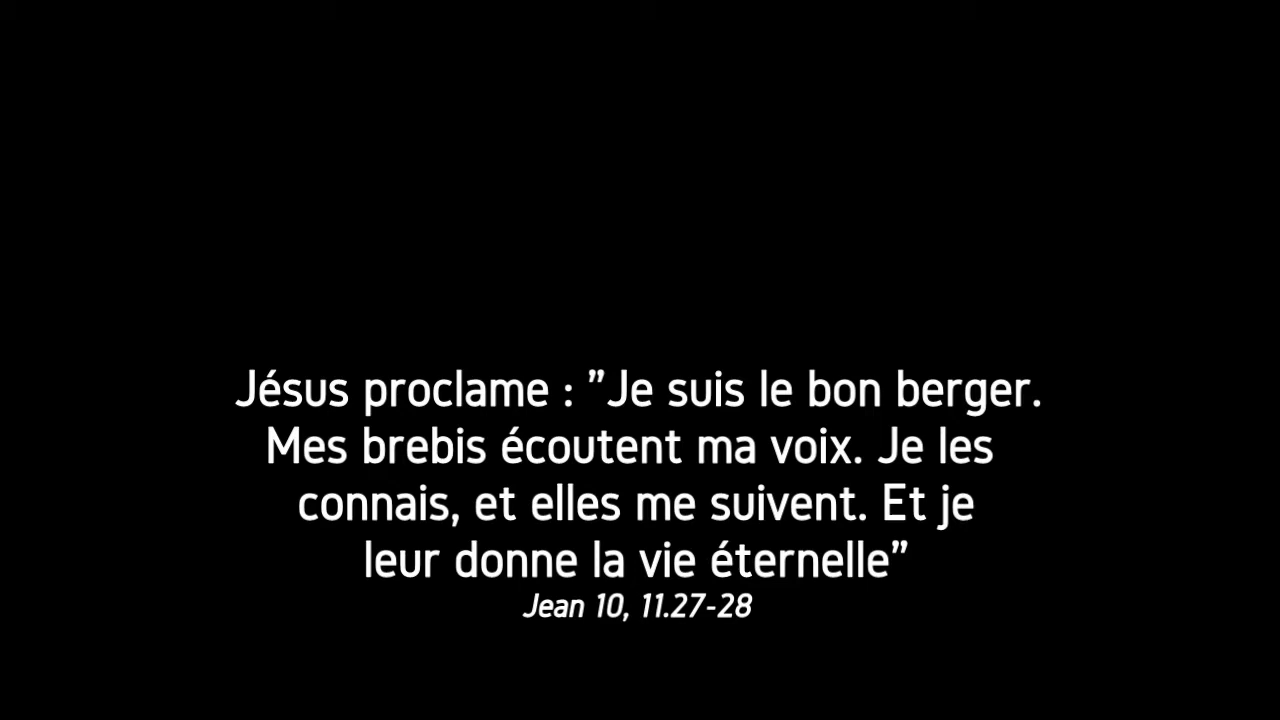 Jésus proclame : ”Je suis le bon berger.
Mes brebis écoutent ma voix. Je les
connais, et elles me suivent. Et je
leur donne la vie éternelle”
Jean 10, 11.27-28